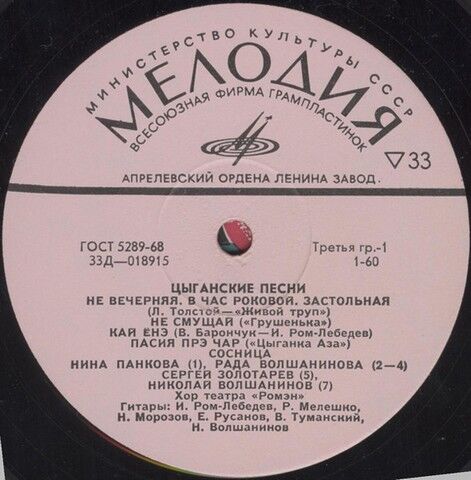 МИНИСТЕРСТВО КУЛЬТУРЫ СССР
МЕЛОДИЯ
ВСЕСОЮЗНАЯ ФИРМА ГРАМПЛАСТИНОК
▽33
АПРЕЛЕВСКИЙ ОРДЕНА ЛЕНИНА ЗАВОД.
ГОСТ 5289-68 Третья гр.-1
33Д—018915 1-60
ЦЫГАНСКИЕ ПЕСНИ
НЕ ВЕЧЕРНЯЯ. В ЧАС РОКОВОЙ. ЗАСТОЛЬНАЯ
(Л. Толстой—«Живой труп»)
НЕ СМУЩАЙ («Грушенька»)
КАЙ ЁНЭ (В. Барончук—И. Ром-Лебедев)
ПАСИЯ ПРЭ ЧАР («Цыганка Аза»)
СОСНИЦА
НИНА ПАНКОВА (1), РАДА ВОЛШАНИНОВА (2—4)
СЕРГЕЙ ЗОЛОТАРЕВ (5)
НИКОЛАЙ ВОЛШАНИНОВ (7)
Хор театра «Ромэн»
Гитары: И. Ром-Лебедев, Р. Мелешко,
Н. Морозов, Е. Русанов, В. Туманский,
Н. Волшанинов